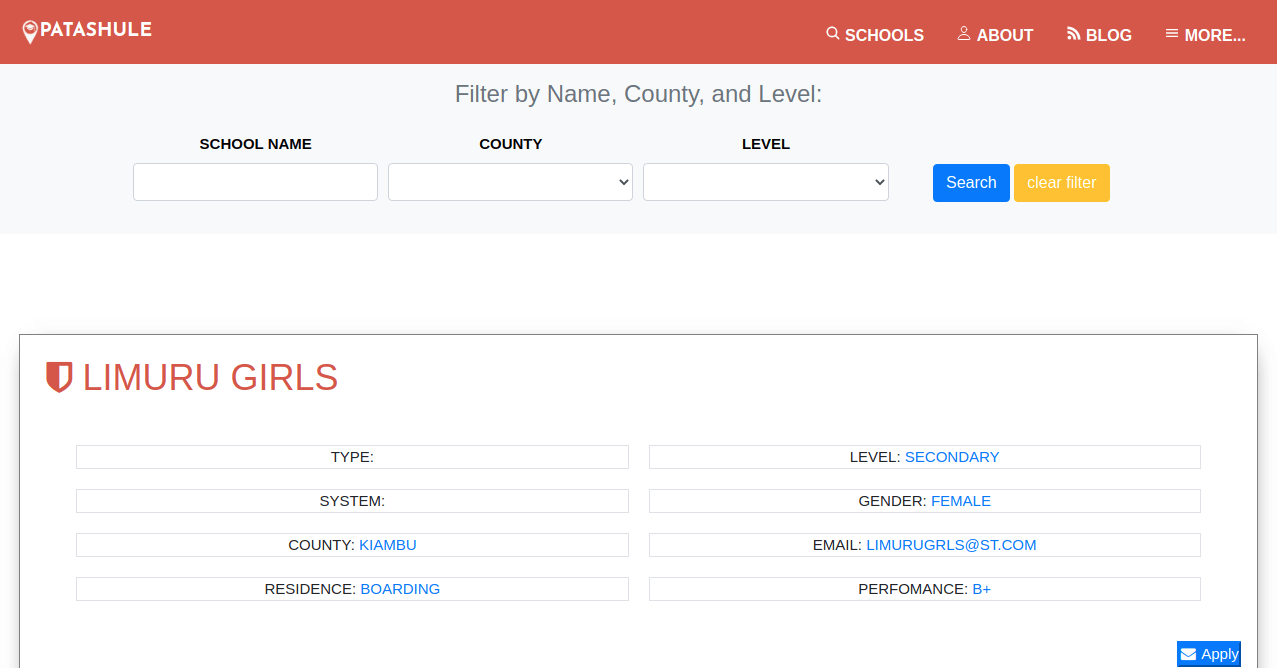 PATASHULE
SCHOOLS ABOUT BLOG MORE...
Filter by Name, County, and Level:
SCHOOL NAME COUNTY LEVEL
Search clear filter
LIMURU GIRLS
TYPE: LEVEL: SECONDARY
SYSTEM: GENDER: FEMALE
COUNTY: KIAMBU EMAIL: LIMURUGRLS@ST.COM
RESIDENCE: BOARDING PERFOMANCE: B+
Apply